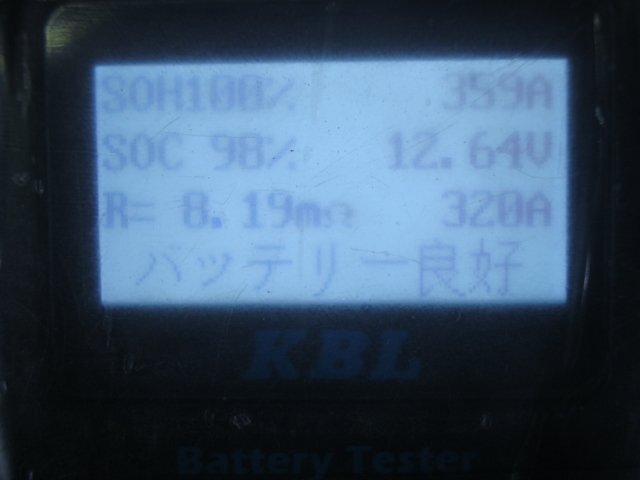 SOH100% 359A
SOC 98% 12.64V
R= 8.19mΩ 320A
バッテリー良好
KBL
Battery Tester